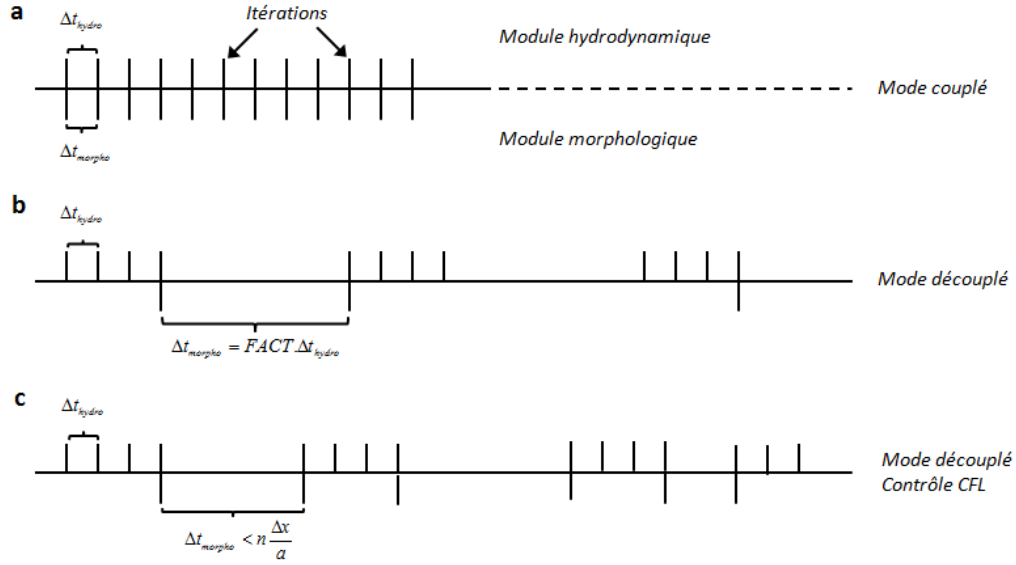 a
Δt_hydro
Itérations
Module hydrodynamique
Mode couplé
Δt_morpho
Module morphologique
b
Δt_hydro
Mode découplé
Δt_morpho = FACT.Δt_hydro
c
Δt_hydro
Mode découplé
Contrôle CFL
Δt_morpho < n Δx/a